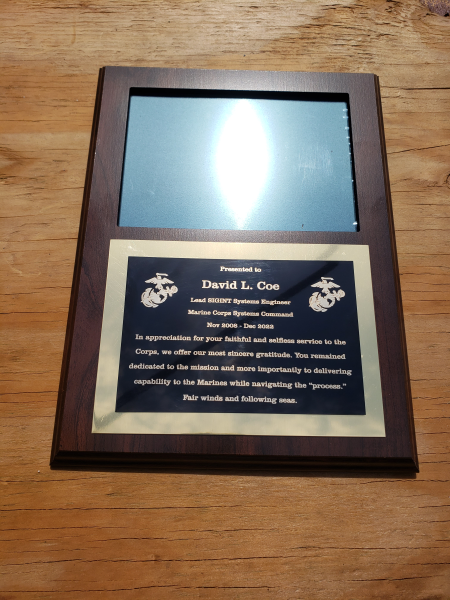 Presented to
David L. Coe
Lead SIGINT Systems Engineer
Marine Corps Systems Command
Nov 2008 - Dec 2022
In appreciation for your faithful and selfless service to the
Corps, we offer our most sincere gratitude. You remained
dedicated to the mission and more importantly to delivering
capability to the Marines while navigating the "process."
Fair winds and following seas.